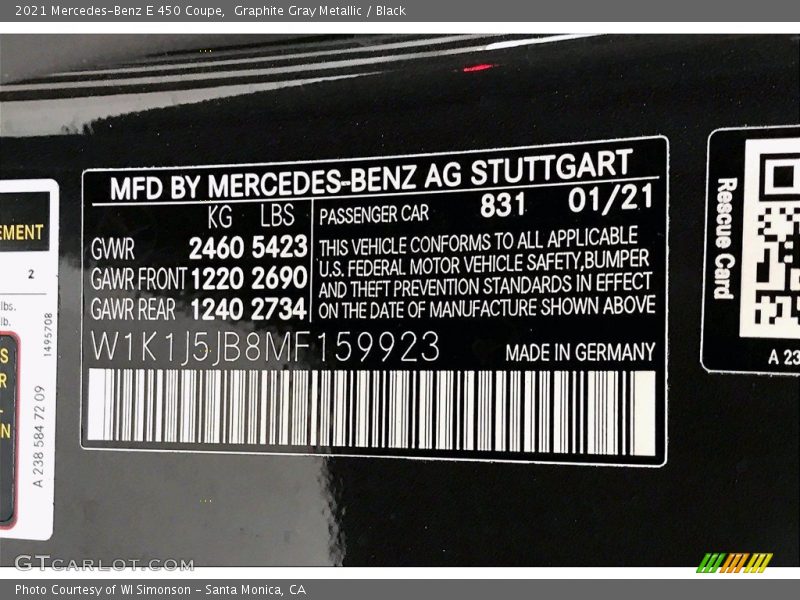 2021 Mercedes-Benz E 450 Coupe,  Graphite Gray Metallic / Black
MFD BY MERCEDES-BENZ AG STUTTGART
KG LBS
GVWR 2460 5423
GAWR FRONT 1220 2690
GAWR REAR 1240 2734
PASSENGER CAR 831 01/21
THIS VEHICLE CONFORMS TO ALL APPLICABLE
U.S. FEDERAL MOTOR VEHICLE SAFETY,BUMPER
AND THEFT PREVENTION STANDARDS IN EFFECT
ON THE DATE OF MANUFACTURE SHOWN ABOVE
W1K1J5JB8MF159923
MADE IN GERMANY
2
lbs.
lb.
1495708
A 238 584 72 09
Rescue Card
A 23
GTCARLOT.COM
Photo Courtesy of WI Simonson - Santa Monica, CA